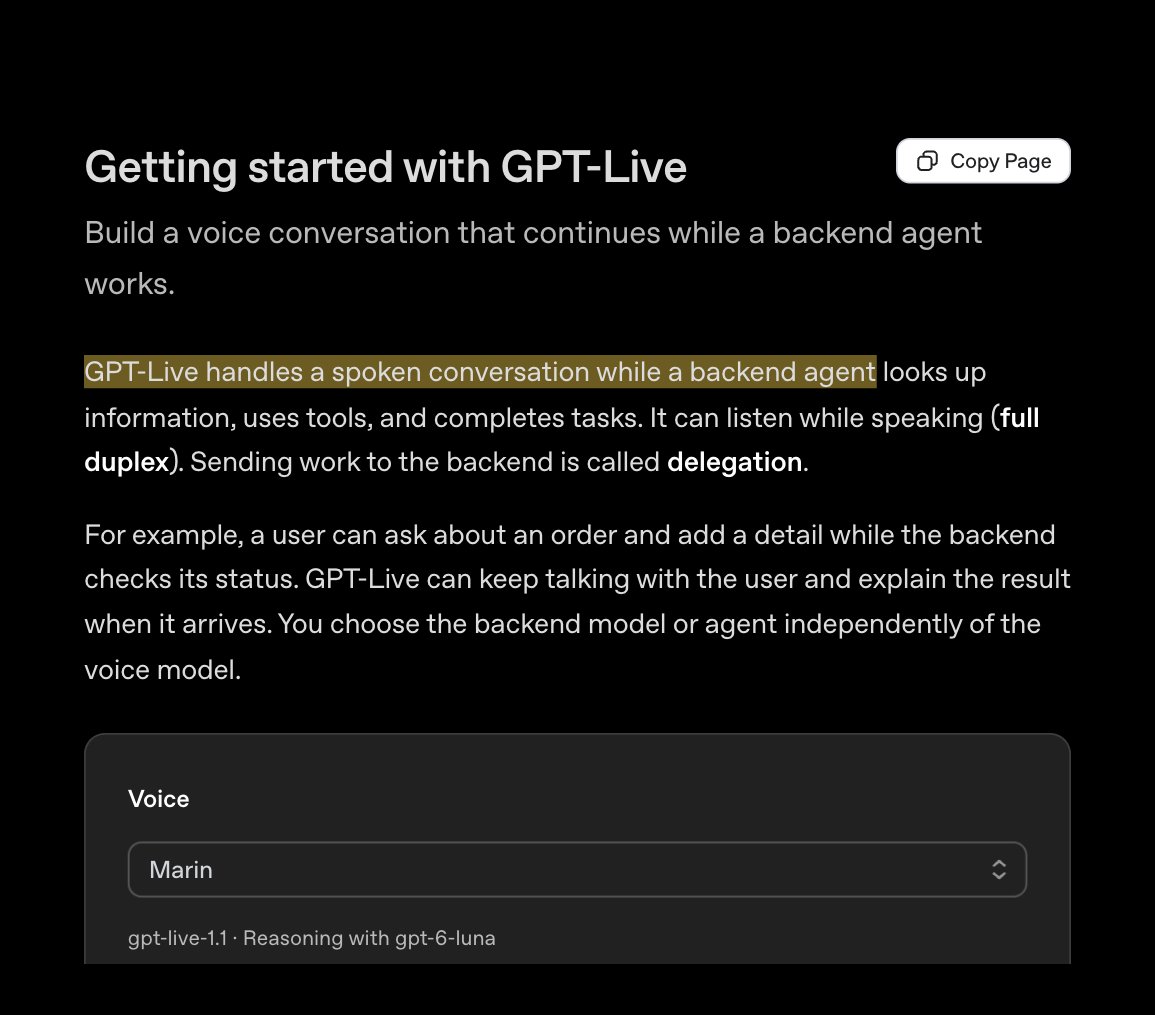 Getting started with GPT-Live
Copy Page
Build a voice conversation that continues while a backend agent
works.
GPT-Live handles a spoken conversation while a backend agent looks up
information, uses tools, and completes tasks. It can listen while speaking (full
duplex). Sending work to the backend is called delegation.
For example, a user can ask about an order and add a detail while the backend
checks its status. GPT-Live can keep talking with the user and explain the result
when it arrives. You choose the backend model or agent independently of the
voice model.
Voice
Marin
gpt-live-1.1 · Reasoning with gpt-6-luna